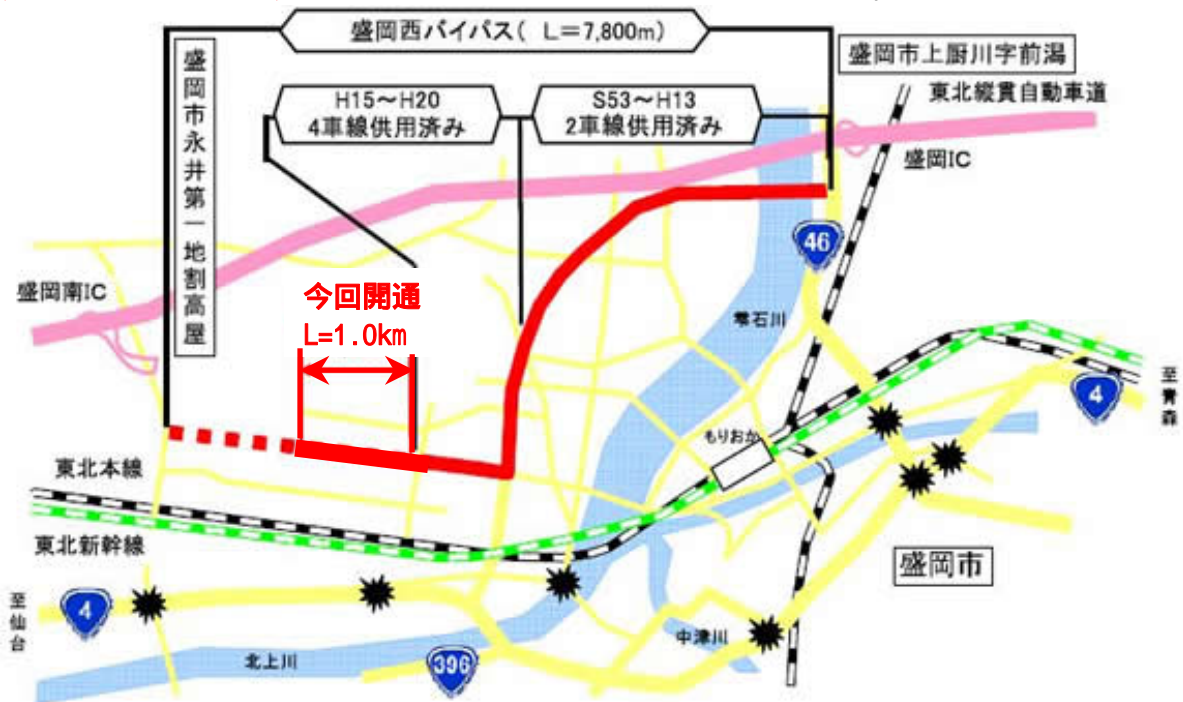 盛岡西バイパス( L=7,800m)
盛岡市永井第一地割高屋
盛岡市上厨川字前潟
H15～H20
4車線供用済み
S53～H13
2車線供用済み
東北縦貫自動車道
盛岡IC
46
盛岡南IC
今回開通
L=1.0km
雫石川
至青森
4
もりおか
東北本線
東北新幹線
盛岡市
至仙台
4
中津川
北上川
396